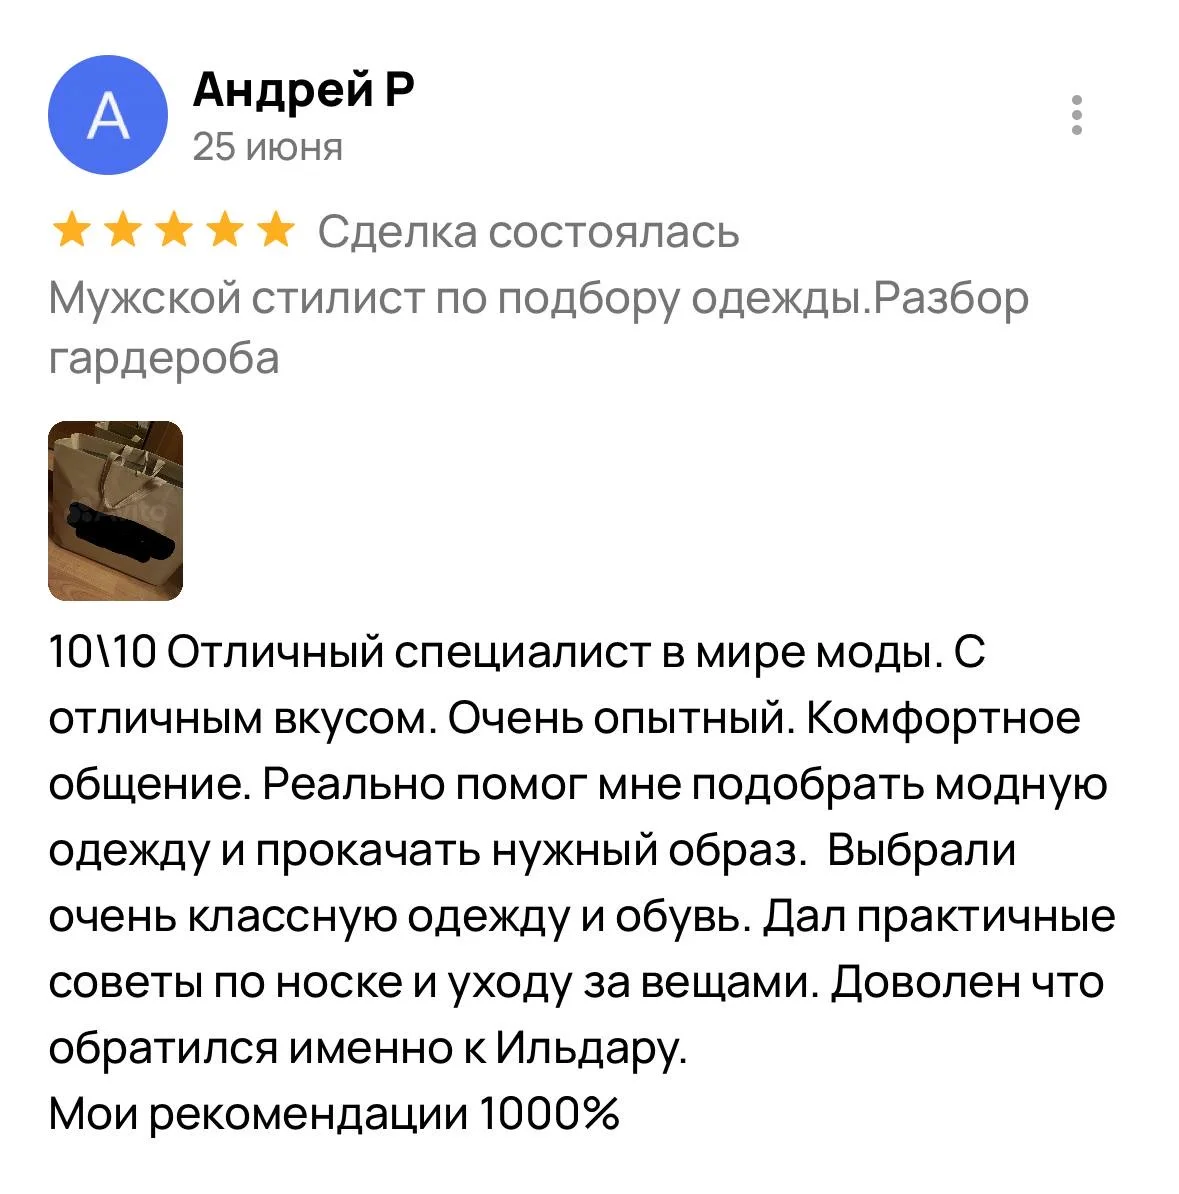 А
Андрей Р
25 июня
Сделка состоялась
Мужской стилист по подбору одежды.Разбор
гардероба
Avito
10\10 Отличный специалист в мире моды. С
отличным вкусом. Очень опытный. Комфортное
общение. Реально помог мне подобрать модную
одежду и прокачать нужный образ.  Выбрали
очень классную одежду и обувь. Дал практичные
советы по носке и уходу за вещами. Доволен что
обратился именно к Ильдару.
Мои рекомендации 1000%